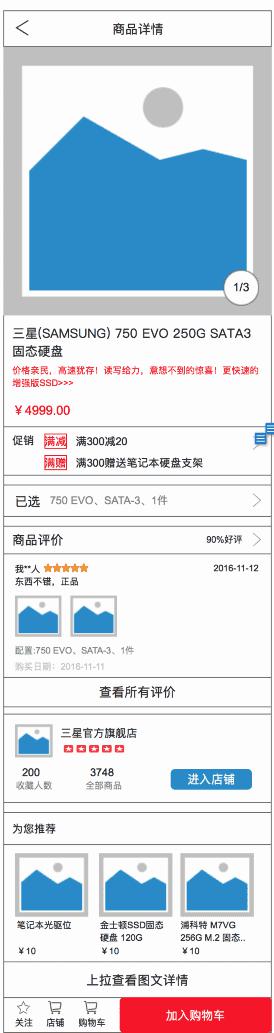 商品详情
1/3
三星(SAMSUNG) 750 EVO 250G SATA3
固态硬盘
价格亲民，高速犹存！读写给力，意想不到的惊喜！更快速的
增强版SSD>>>
￥4999.00
促销 满减 满300减20
满赠 满300赠送笔记本硬盘支架
已选 750 EVO、SATA-3、1件
商品评价 90%好评
我**人 2016-11-12
东西不错，正品
配置:750 EVO、SATA-3、1件
购买日期：2016-11-11
查看所有评价
三星官方旗舰店
200 3748
收藏人数 全部商品 进入店铺
为您推荐
笔记本光驱位 金士顿SSD固态 浦科特 M7VG
硬盘 120G 256G M.2 固态..
￥10 ￥10 ￥10
上拉查看图文详情
关注 店铺 购物车 加入购物车